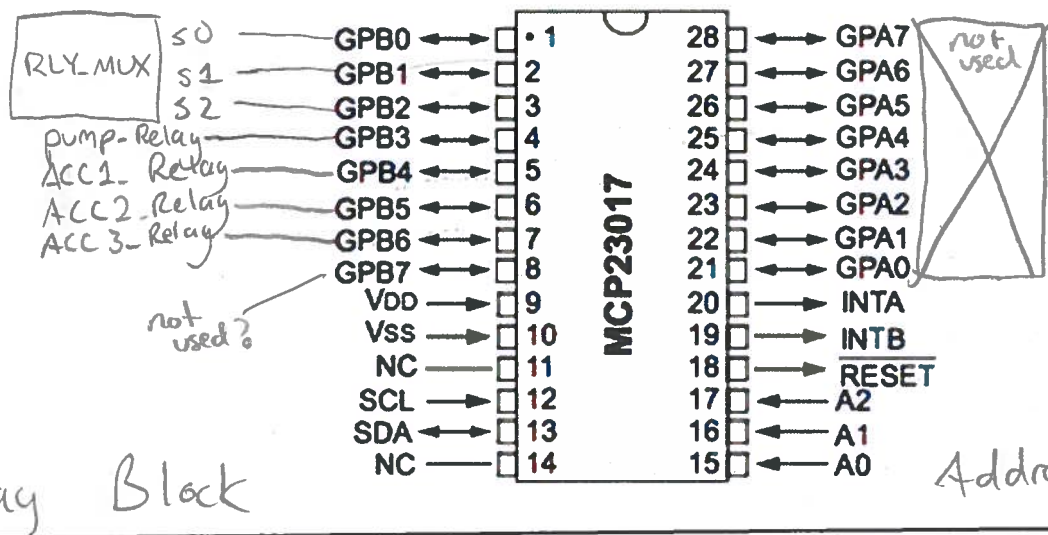 RLY_MUX
S0
S1
S2
pump-Relay
ACC1_Relay
ACC2_Relay
ACC3_Relay
not
used?
GPB0
GPB1
GPB2
GPB3
GPB4
GPB5
GPB6
GPB7
VDD
VSS
NC
SCL
SDA
NC
1
2
3
4
5
6
7
8
9
10
11
12
13
14
MCP23017
28
27
26
25
24
23
22
21
20
19
18
17
16
15
GPA7
GPA6
GPA5
GPA4
GPA3
GPA2
GPA1
GPA0
INTA
INTB
RESET
A2
A1
A0
not
used
Block